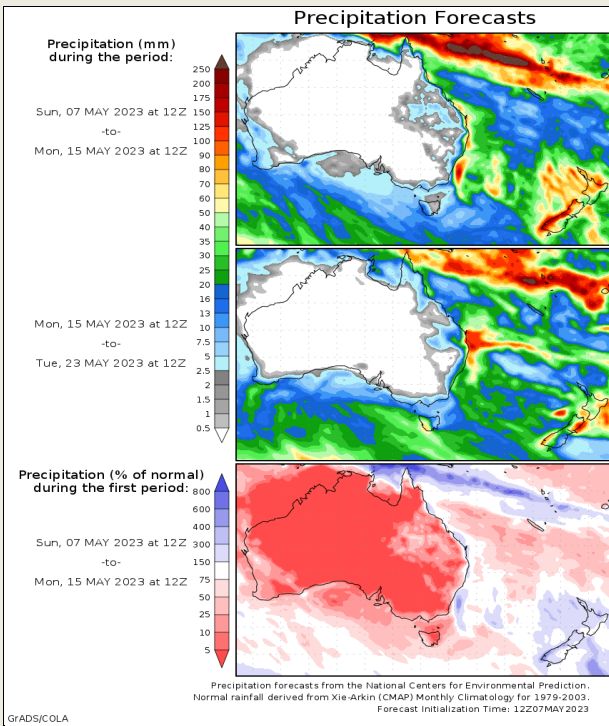 Precipitation Forecasts
Precipitation (mm)
during the period:
Sun, 07 MAY 2023 at 12Z
-to-
Mon, 15 MAY 2023 at 12Z
250
200
175
150
125
100
90
80
70
60
50
40
35
30
25
20
16
13
10
7.5
5
2.5
2
1.5
1
0.5
Mon, 15 MAY 2023 at 12Z
-to-
Tue, 23 MAY 2023 at 12Z
Precipitation (% of normal)
during the first period:
Sun, 07 MAY 2023 at 12Z
-to-
Mon, 15 MAY 2023 at 12Z
800
600
400
300
150
75
50
25
10
5
Precipitation forecasts from the National Centers for Environmental Prediction.
Normal rainfall derived from Xie-Arkin (CMAP) Monthly Climatology for 1979-2003.
Forecast Initialization Time: 12Z07MAY2023
GrADS/COLA